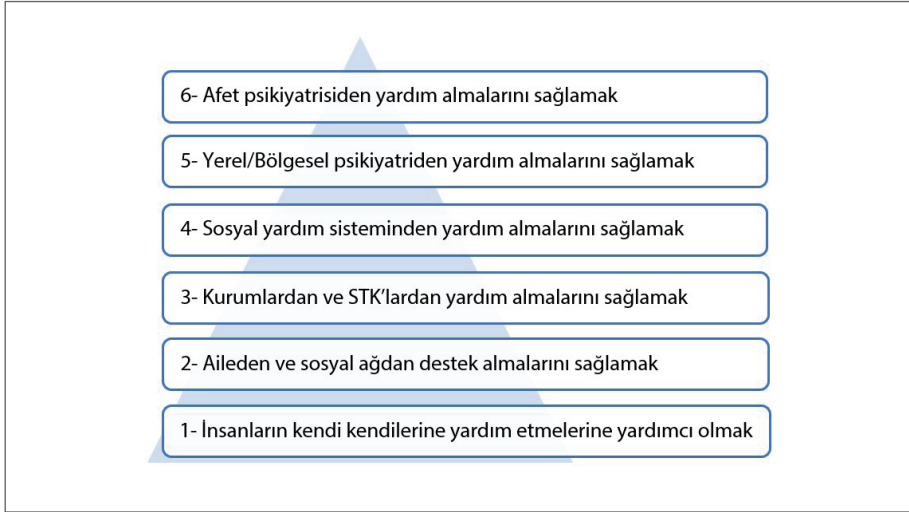 6- Afet psikiyatrisiden yardım almalarını sağlamak
5- Yerel/Bölgesel psikiyatriden yardım almalarını sağlamak
4- Sosyal yardım sisteminden yardım almalarını sağlamak
3- Kurumlardan ve STK’lardan yardım almalarını sağlamak
2- Aileden ve sosyal ağdan destek almalarını sağlamak
1- İnsanların kendi kendilerine yardım etmelerine yardımcı olmak